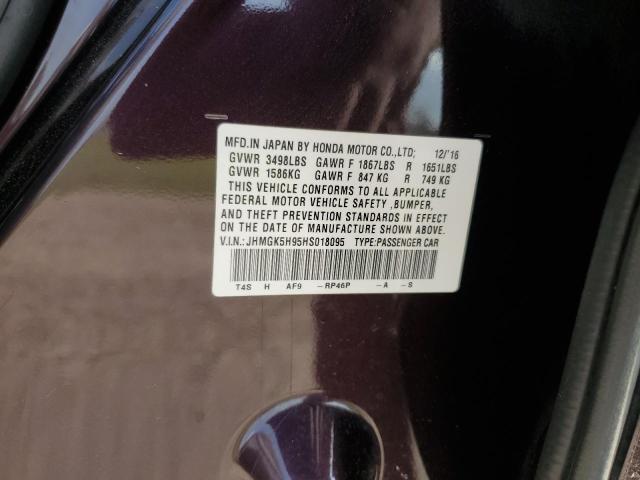 MFD.IN JAPAN BY HONDA MOTOR CO.,LTD; 12/'16
GVWR 3498LBS GAWR F 1867LBS R 1651LBS
GVWR 1586KG GAWR F 847 KG R 749 KG
THIS VEHICLE CONFORMS TO ALL APPLICABLE
FEDERAL MOTOR VEHICLE SAFETY ,BUMPER,
AND THEFT PREVENTION STANDARDS IN EFFECT
ON THE DATE OF MANUFACTURE SHOWN ABOVE.
V.I.N.: JHMGK5H95HS018095 TYPE:PASSENGER CAR
T4S H AF9 -RP46P -A -S